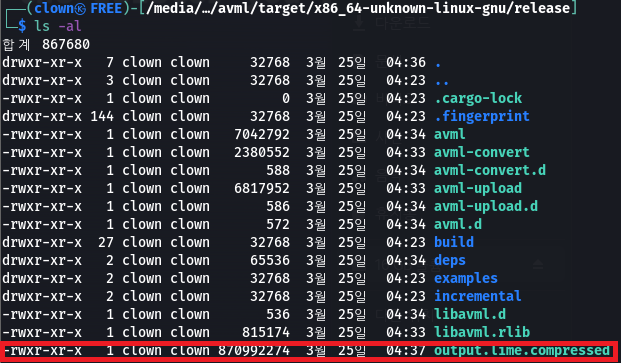 (clown㉿FREE)-[/media/…/avml/target/x86_64-unknown-linux-gnu/release]
$ ls -al
합계 867680
drwxr-xr-x 7 clown clown 32768 3월 25일 04:36 .
drwxr-xr-x 3 clown clown 32768 3월 25일 04:23 ..
-rwxr-xr-x 1 clown clown 0 3월 25일 04:23 .cargo-lock
drwxr-xr-x 144 clown clown 32768 3월 25일 04:23 .fingerprint
-rwxr-xr-x 1 clown clown 7042792 3월 25일 04:34 avml
-rwxr-xr-x 1 clown clown 2380552 3월 25일 04:33 avml-convert
-rwxr-xr-x 1 clown clown 588 3월 25일 04:34 avml-convert.d
-rwxr-xr-x 1 clown clown 6817952 3월 25일 04:33 avml-upload
-rwxr-xr-x 1 clown clown 586 3월 25일 04:34 avml-upload.d
-rwxr-xr-x 1 clown clown 572 3월 25일 04:34 avml.d
drwxr-xr-x 27 clown clown 32768 3월 25일 04:23 build
drwxr-xr-x 2 clown clown 65536 3월 25일 04:34 deps
drwxr-xr-x 2 clown clown 32768 3월 25일 04:23 examples
drwxr-xr-x 2 clown clown 32768 3월 25일 04:23 incremental
-rwxr-xr-x 1 clown clown 536 3월 25일 04:34 libavml.d
-rwxr-xr-x 1 clown clown 815174 3월 25일 04:33 libavml.rlib
-rwxr-xr-x 1 clown clown 870992274 3월 25일 04:37 output.lime.compressed